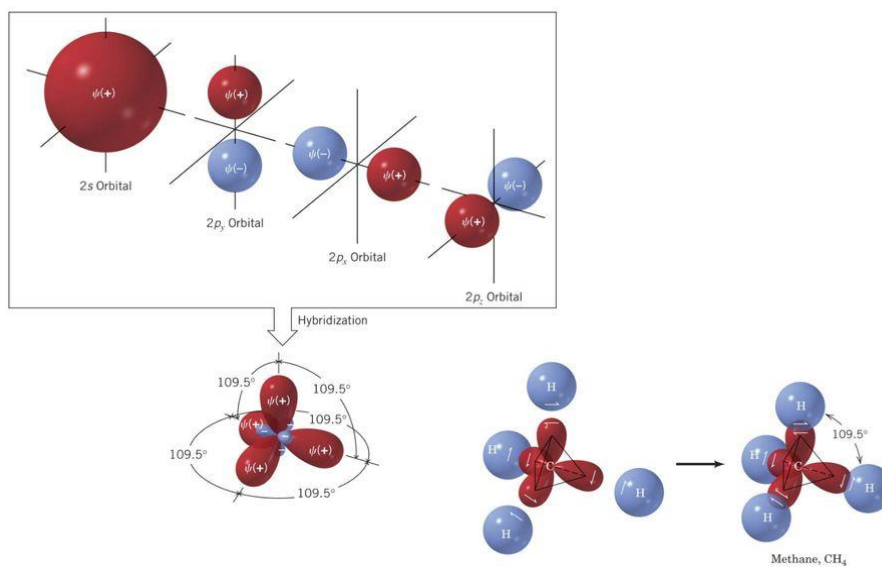 ψ(+)
2s Orbital
ψ(+)
ψ(−)
2p_y Orbital
ψ(−)
ψ(+)
2p_x Orbital
ψ(−)
ψ(+)
2p_z Orbital
Hybridization
109.5°
109.5°
ψ(+)
109.5°
ψ(+)
−
−
−
ψ(+)
109.5°
ψ(+)
109.5°
H
H
C
H
H
H
109.5°
H
C
H
H
Methane, CH₄